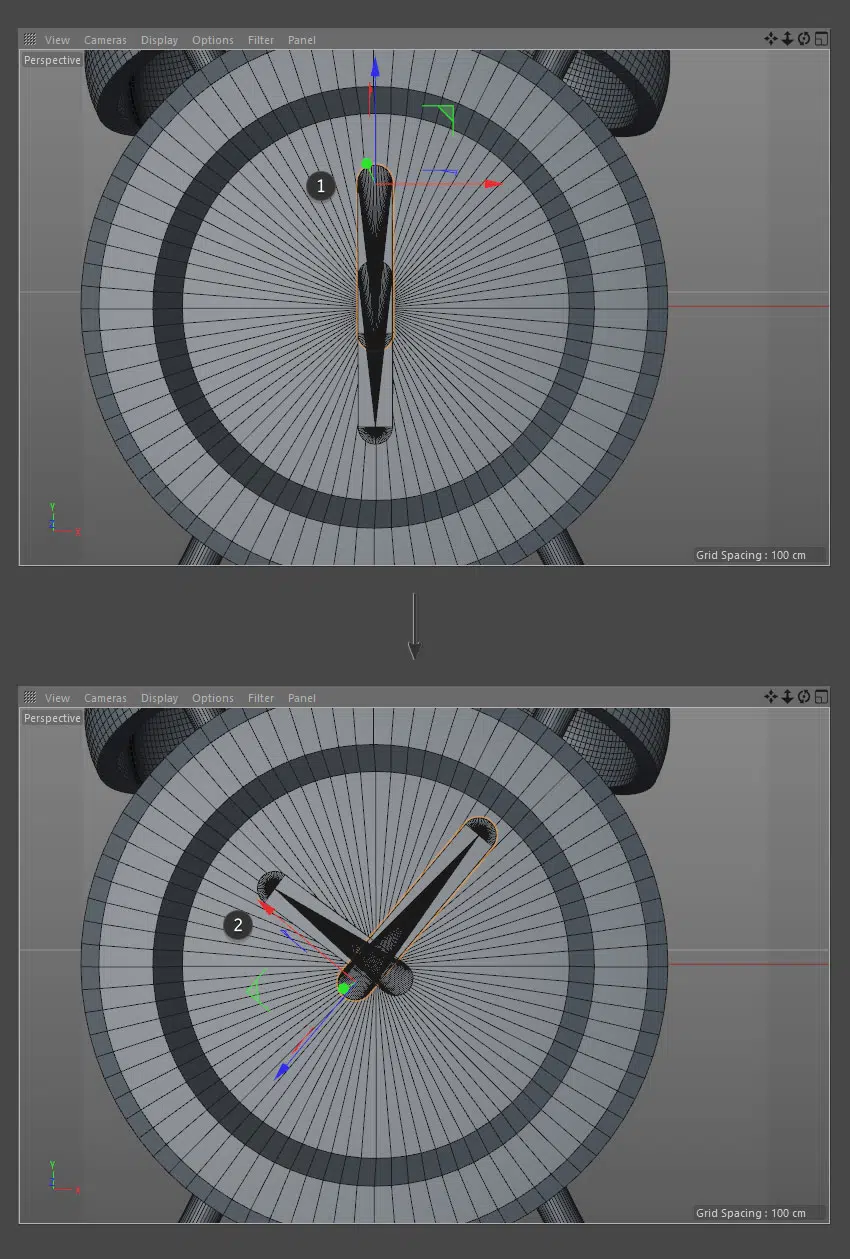 View Cameras Display Options Filter Panel
Perspective
1
Y
Z
X
Grid Spacing : 100 cm
View Cameras Display Options Filter Panel
Perspective
2
Y
Z
X
Grid Spacing : 100 cm